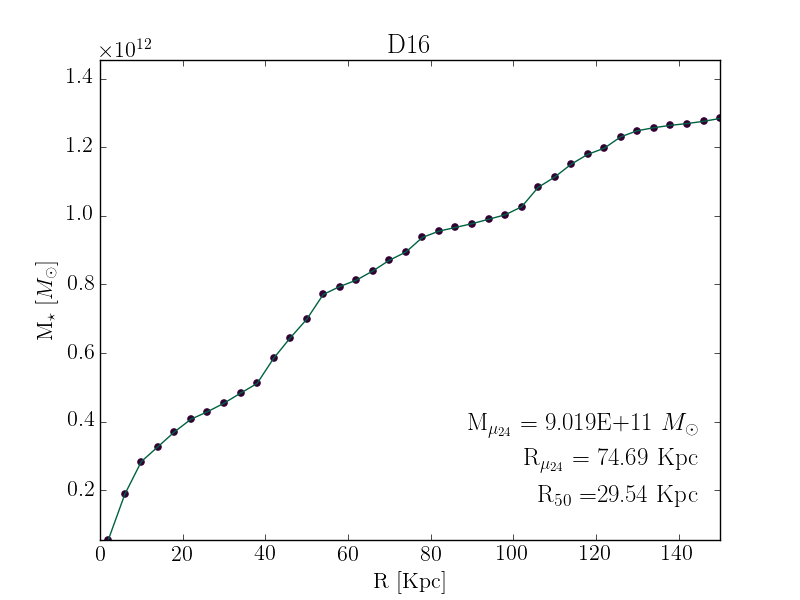 D16
×10¹²
1.4
1.2
1.0
0.8
0.6
0.4
0.2
M⋆ [M⊙]
M_μ24 = 9.019E+11 M⊙
R_μ24 = 74.69 Kpc
R₅₀ =29.54 Kpc
0 20 40 60 80 100 120 140
R [Kpc]